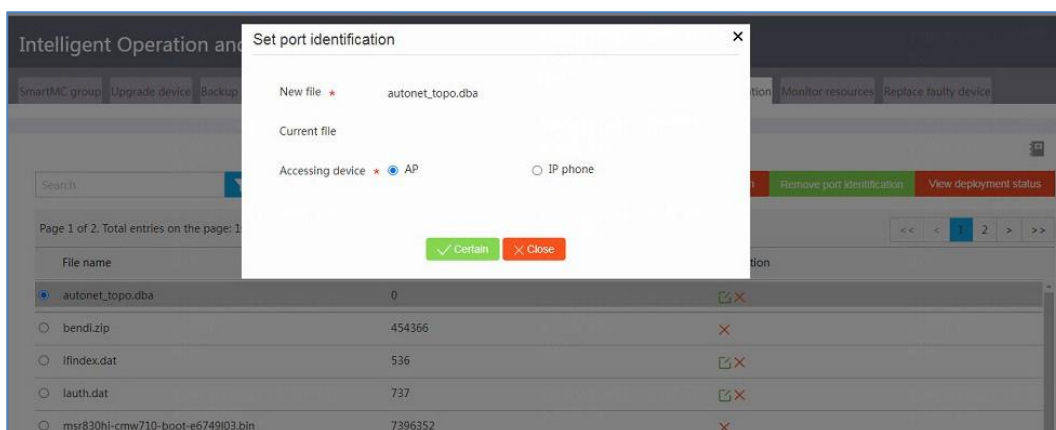 Intelligent Operation an
Set port identification
SmartMC group Upgrade device Backup tion Monitor resources Replace faulty device
New file * autonet_topo.dba
Current file
Accessing device * AP IP phone
Search Remove port identification View deployment status
Page 1 of 2. Total entries on the page: 1 << < 1 2 > >>
Certain Close
File name tion
autonet_topo.dba 0
bendi.zip 454366
ifindex.dat 536
lauth.dat 737
msr830hi-cmw710-boot-e6749l03.bin 7396352